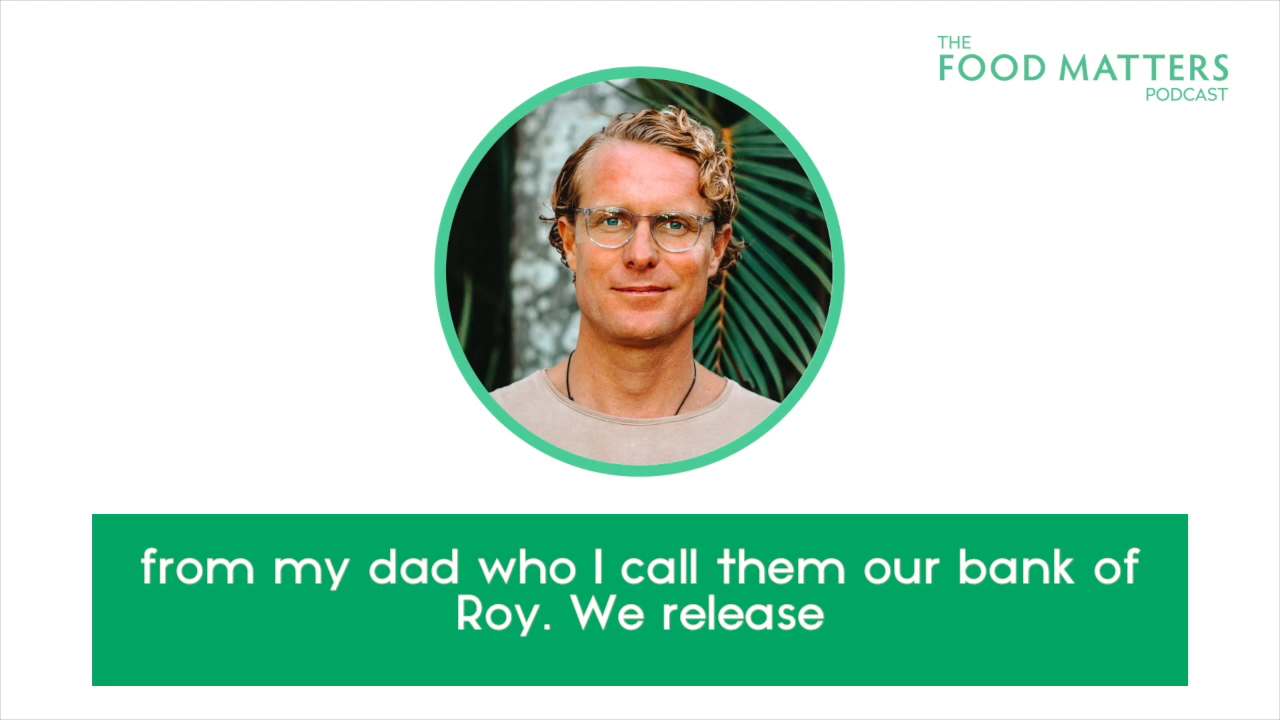 THE
FOOD MATTERS
PODCAST
from my dad who I call them our bank of
Roy. We release